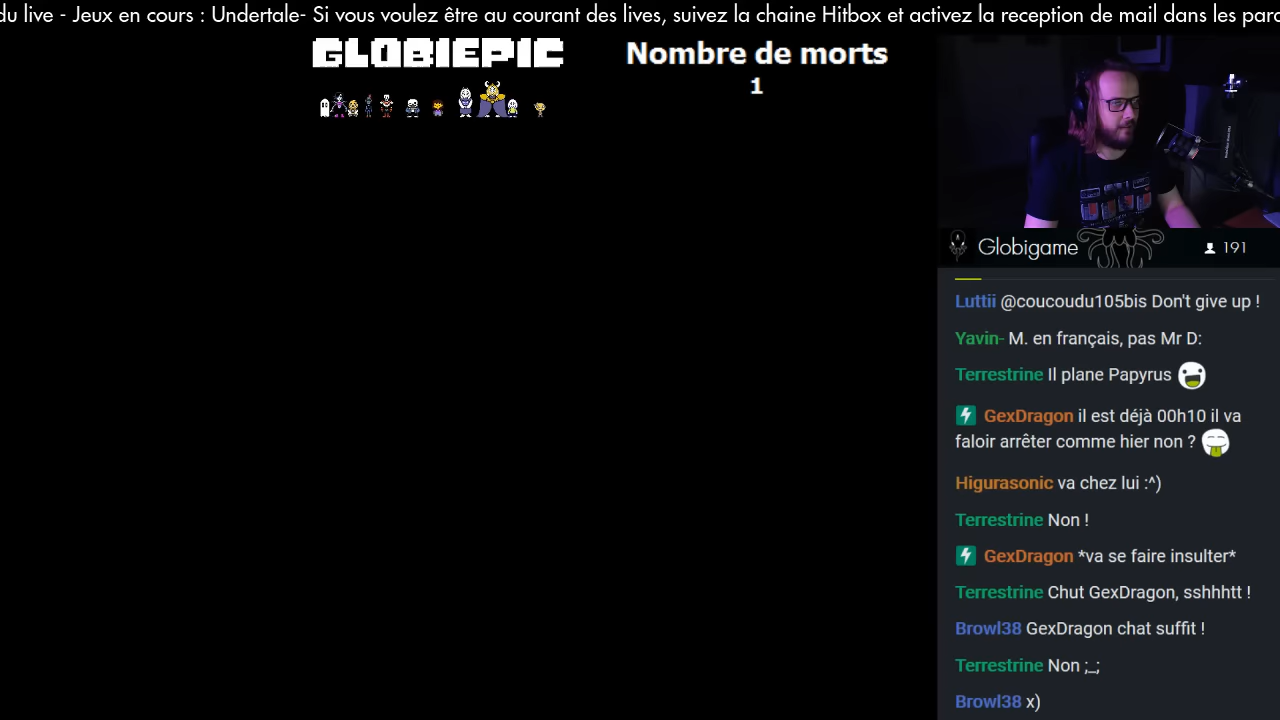 du live - Jeux en cours : Undertale- Si vous voulez être au courant des lives, suivez la chaine Hitbox et activez la reception de mail dans les para
GLOBIEPIC
Nombre de morts
1
Globigame
191
Luttii @coucoudu105bis Don't give up !
Yavin- M. en français, pas Mr D:
Terrestrine Il plane Papyrus
GexDragon il est déjà 00h10 il va
faloir arrêter comme hier non ?
Higurasonic va chez lui :^)
Terrestrine Non !
GexDragon *va se faire insulter*
Terrestrine Chut GexDragon, sshhhtt !
Browl38 GexDragon chat suffit !
Terrestrine Non ;_;
Browl38 x)